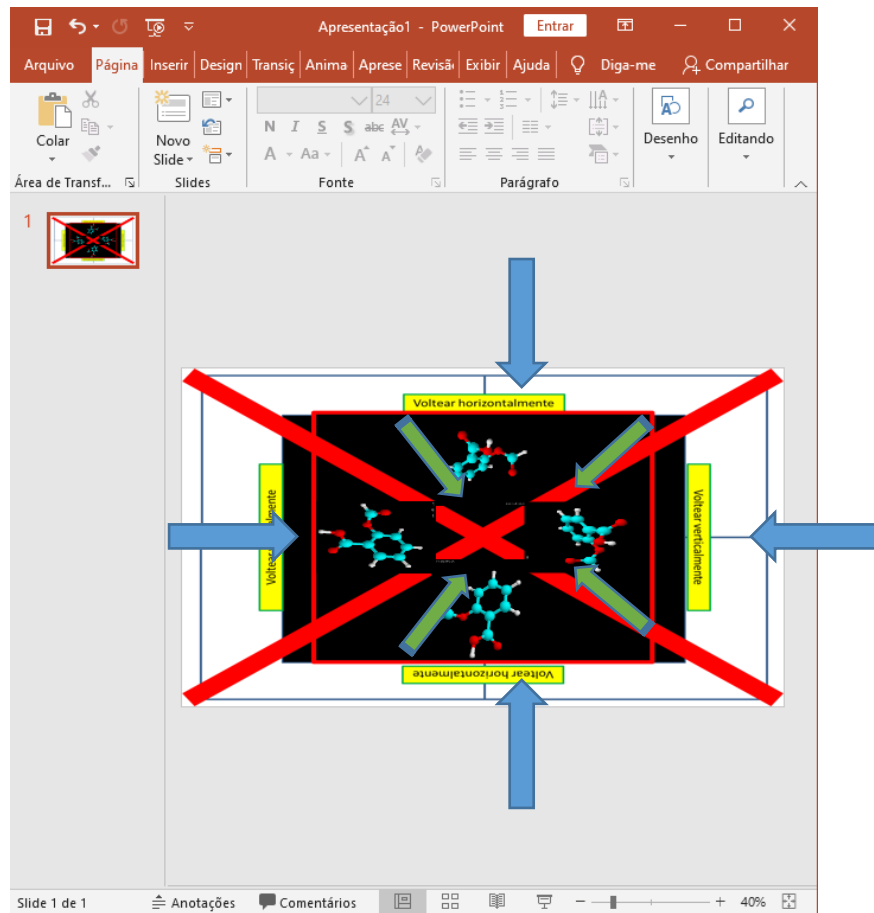 Apresentação1 - PowerPoint Entrar
Arquivo Página Inserir Design Transiç Anima Aprese Revisã Exibir Ajuda Diga-me Compartilhar
24
N I S S abc AV
A Aa A A
Colar
Novo
Slide
Desenho
Editando
Área de Transf... Slides Fonte Parágrafo
1
Voltear horizontalmente
Voltear verticalmente
Voltear horizontalmente
Slide 1 de 1 Anotações Comentários 40%